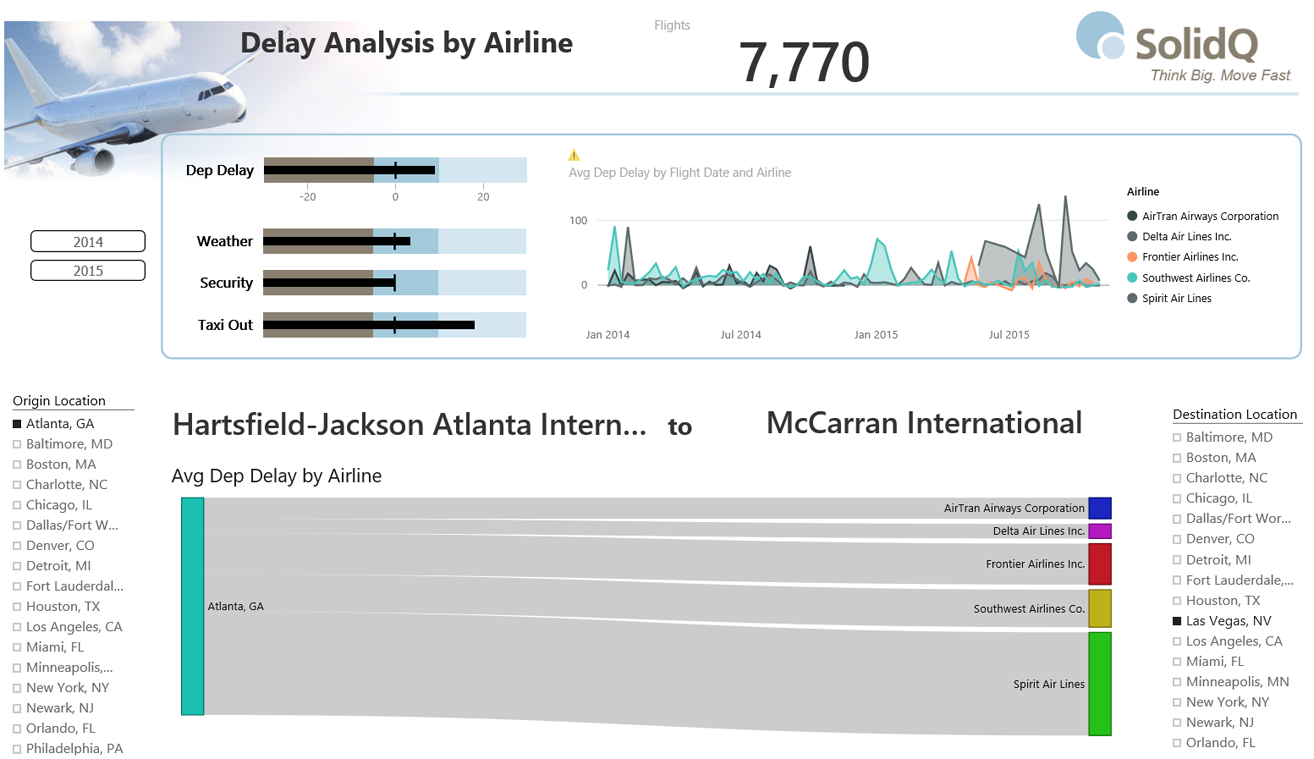 Delay Analysis by Airline
Flights
7,770
SolidQ
Think Big. Move Fast
2014
2015
Dep Delay
-20
0
20
Weather
Security
Taxi Out
Avg Dep Delay by Flight Date and Airline
100
0
Jan 2014
Jul 2014
Jan 2015
Jul 2015
Airline
AirTran Airways Corporation
Delta Air Lines Inc.
Frontier Airlines Inc.
Southwest Airlines Co.
Spirit Air Lines
Origin Location
Atlanta, GA
Baltimore, MD
Boston, MA
Charlotte, NC
Chicago, IL
Dallas/Fort W...
Denver, CO
Detroit, MI
Fort Lauderdal...
Houston, TX
Los Angeles, CA
Miami, FL
Minneapolis,...
New York, NY
Newark, NJ
Orlando, FL
Philadelphia, PA
Hartsfield-Jackson Atlanta Intern... to McCarran International
Avg Dep Delay by Airline
Atlanta, GA
AirTran Airways Corporation
Delta Air Lines Inc.
Frontier Airlines Inc.
Southwest Airlines Co.
Spirit Air Lines
Destination Location
Baltimore, MD
Boston, MA
Charlotte, NC
Chicago, IL
Dallas/Fort Wor...
Denver, CO
Detroit, MI
Fort Lauderdale,...
Houston, TX
Las Vegas, NV
Los Angeles, CA
Miami, FL
Minneapolis, MN
New York, NY
Newark, NJ
Orlando, FL